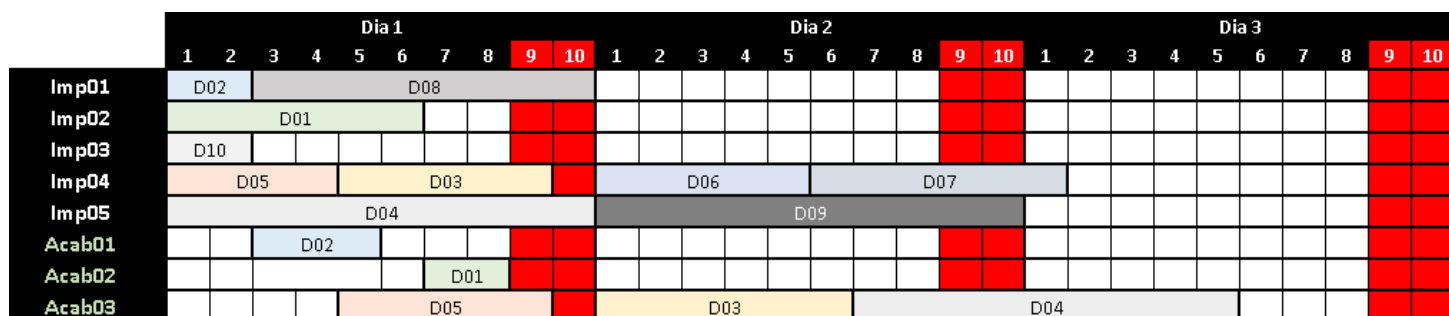 Dia 1 Dia 2 Dia 3
1 2 3 4 5 6 7 8 9 10 1 2 3 4 5 6 7 8 9 10 1 2 3 4 5 6 7 8 9 10
Imp01 D02 D08
Imp02 D01
Imp03 D10
Imp04 D05 D03 D06 D07
Imp05 D04 D09
Acab01 D02
Acab02 D01
Acab03 D05 D03 D04